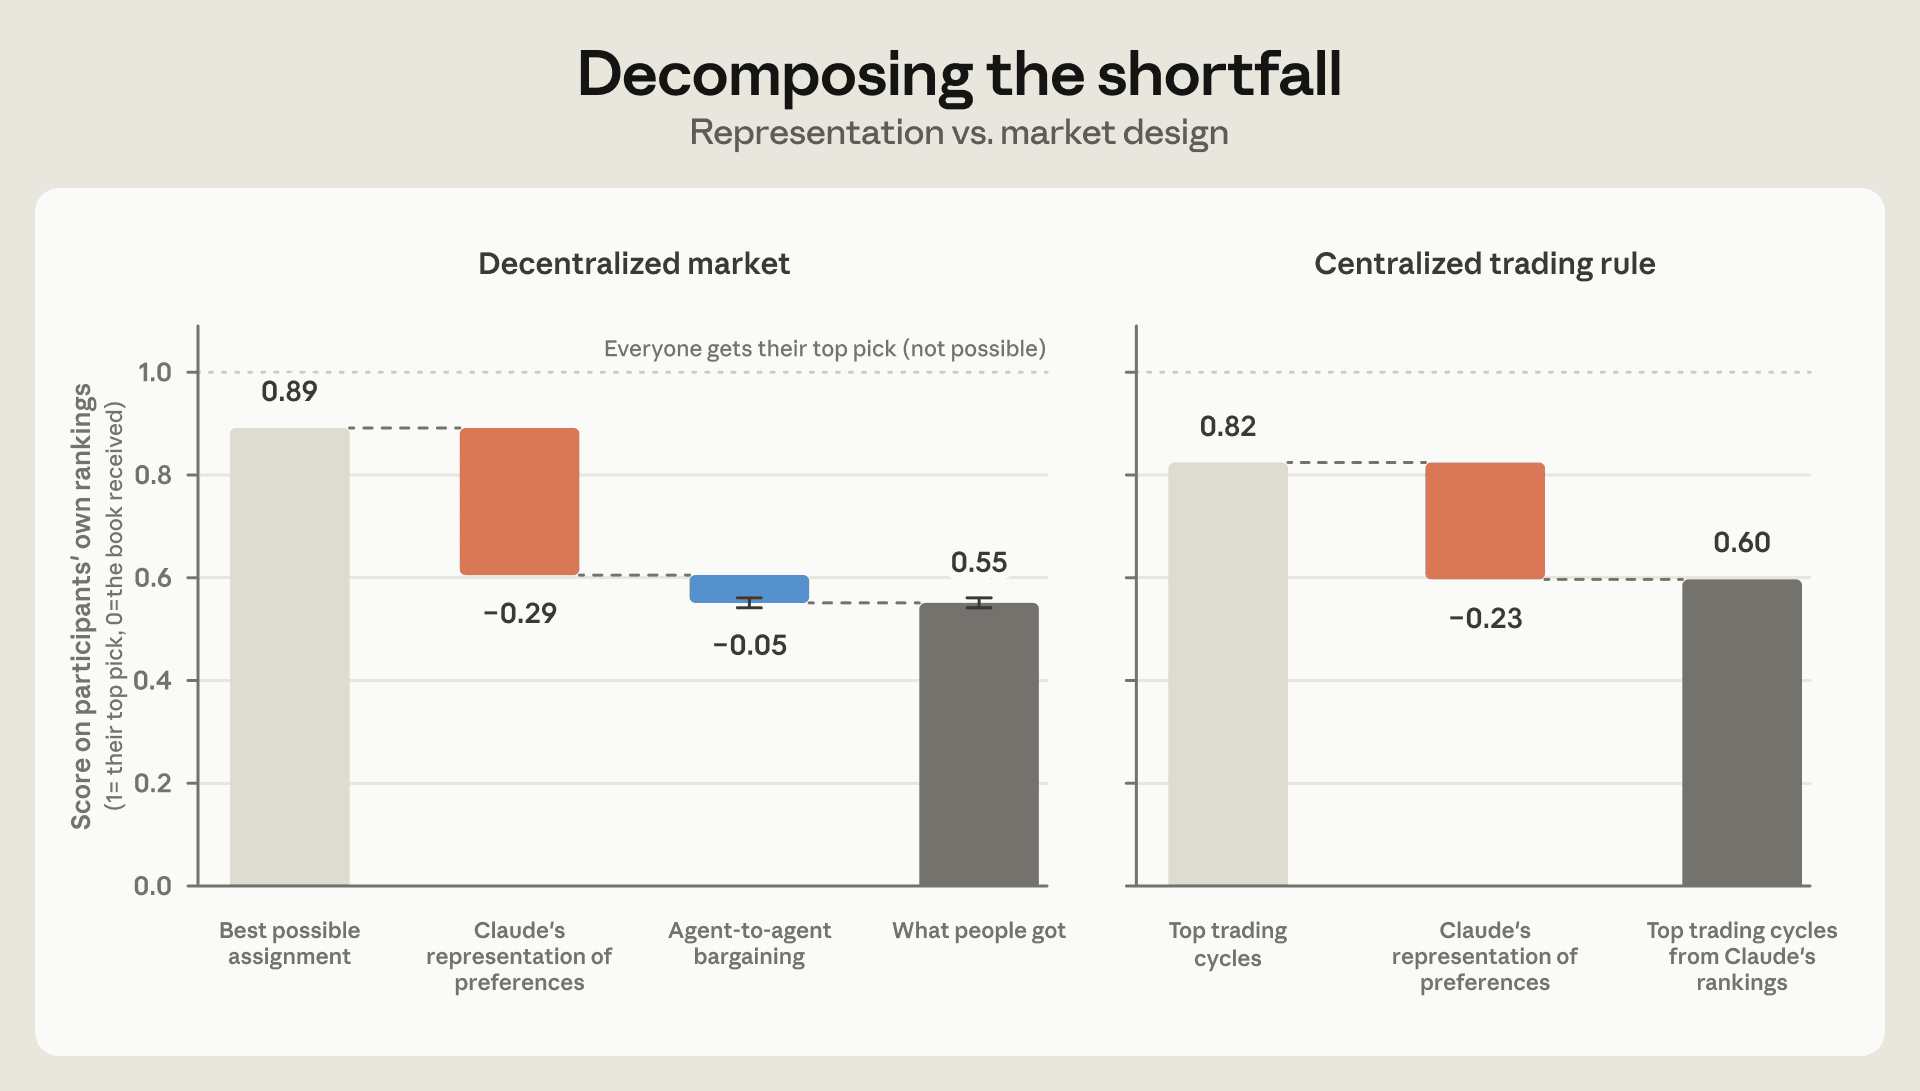 Decomposing the shortfall
Representation vs. market design
Decentralized market
Score on participants' own rankings
(1= their top pick, 0=the book received)
Everyone gets their top pick (not possible)
1.0
0.8
0.6
0.4
0.2
0.0
0.89
−0.29
−0.05
0.55
Best possible
assignment
Claude's
representation of
preferences
Agent-to-agent
bargaining
What people got
Centralized trading rule
0.82
−0.23
0.60
Top trading
cycles
Claude's
representation of
preferences
Top trading cycles
from Claude's
rankings